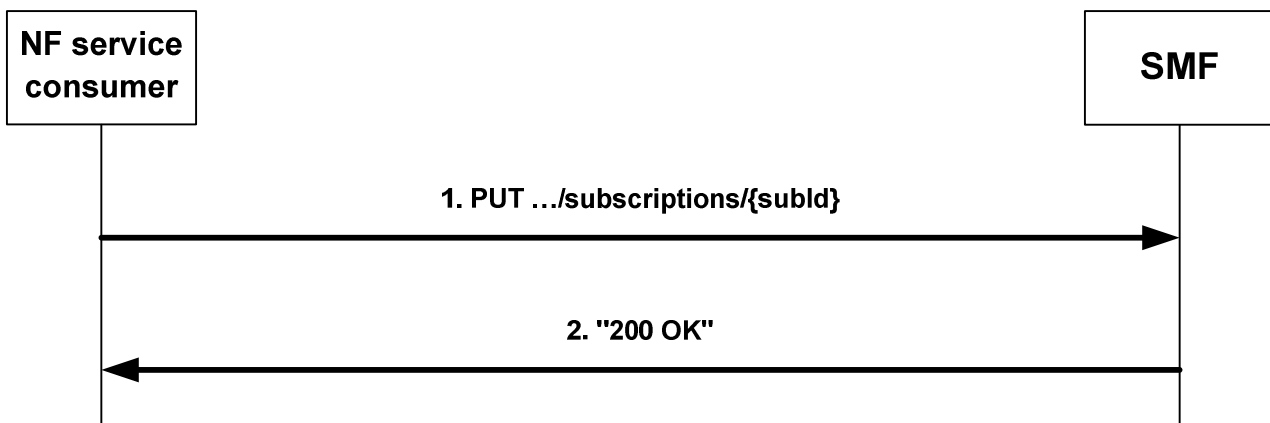 NF service
consumer
SMF
1. PUT …/subscriptions/{subId}
2. "200 OK"